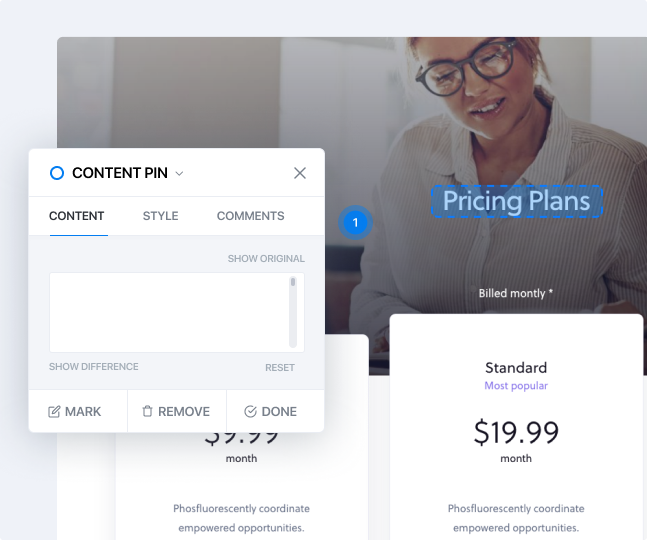 CONTENT PIN
CONTENT
STYLE
COMMENTS
SHOW ORIGINAL
SHOW DIFFERENCE
RESET
MARK
REMOVE
DONE
1
Pricing Plans
Billed montly *
$9.99
month
Phosfluorescently coordinate
empowered opportunities.
Standard
Most popular
$19.99
month
Phosfluorescently coordinate
empowered opportunities.